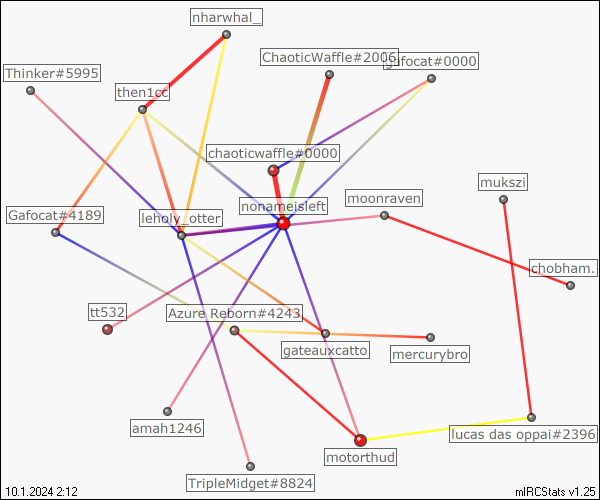 nharwhal_
ChaoticWaffle#2006
gafocat#0000
Thinker#5995
then1cc
chaoticwaffle#0000
mukszi
moonraven
nonamejsleft
Gafocat#4189
leholy_otter
chobham.
tt532
Azure Reborn#4243
gateauxcatto
mercurybro
amah1246
lucas das oppai#2396
motorthud
TripleMidget#8824
10.1.2024 2:12
mIRCStats v1.25